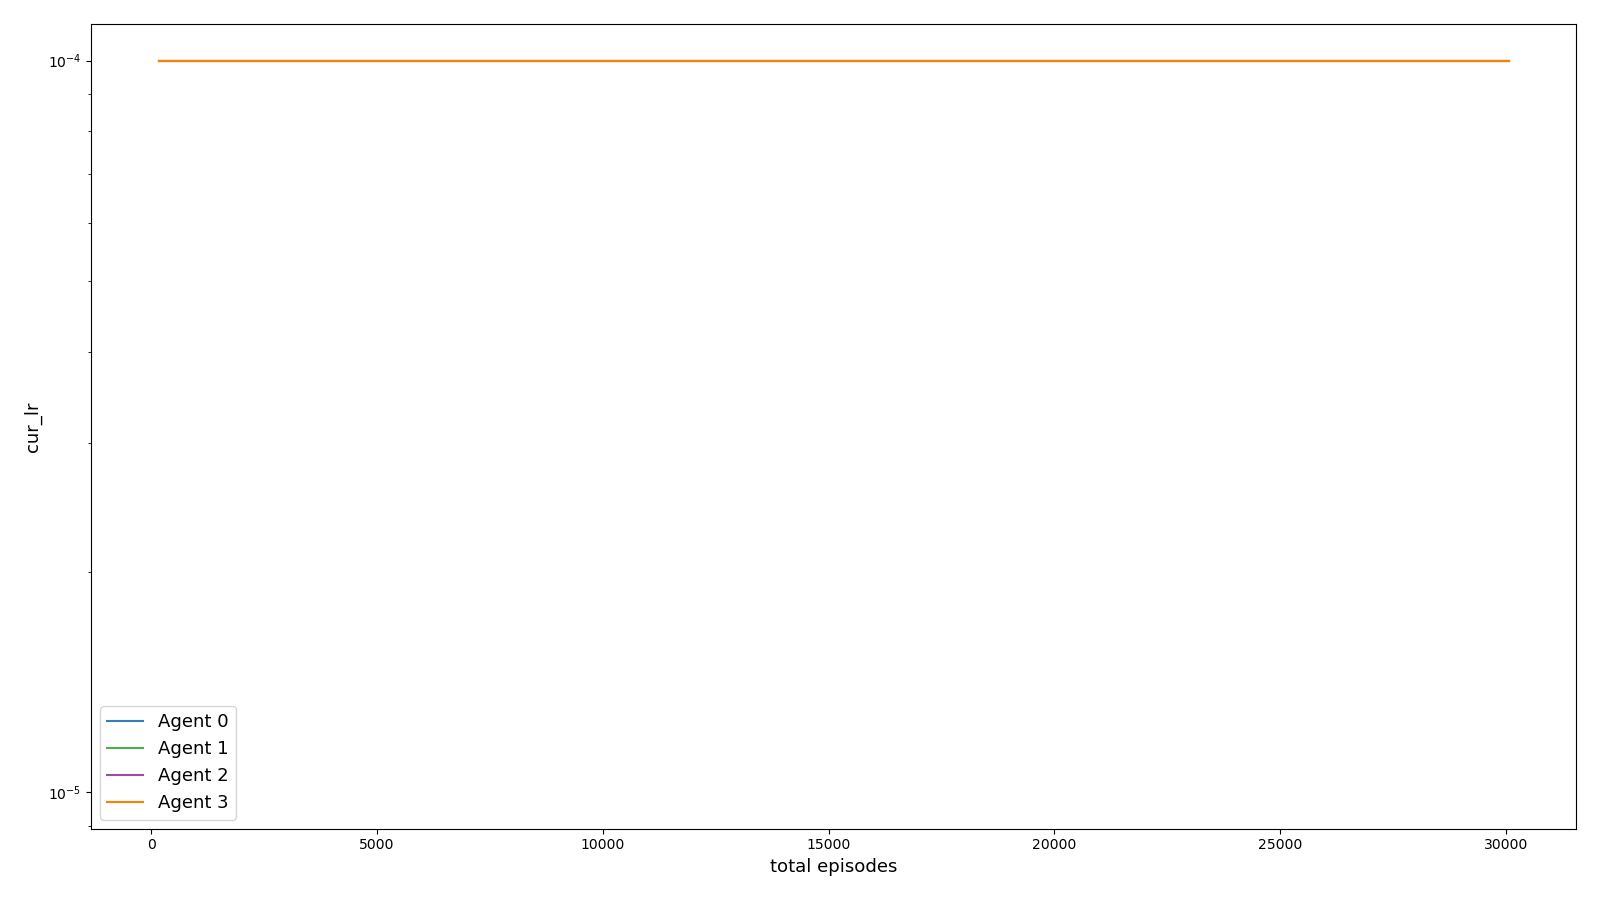 10⁻⁴
10⁻⁵
cur_lr
Agent 0
Agent 1
Agent 2
Agent 3
0 5000 10000 15000 20000 25000 30000
total episodes